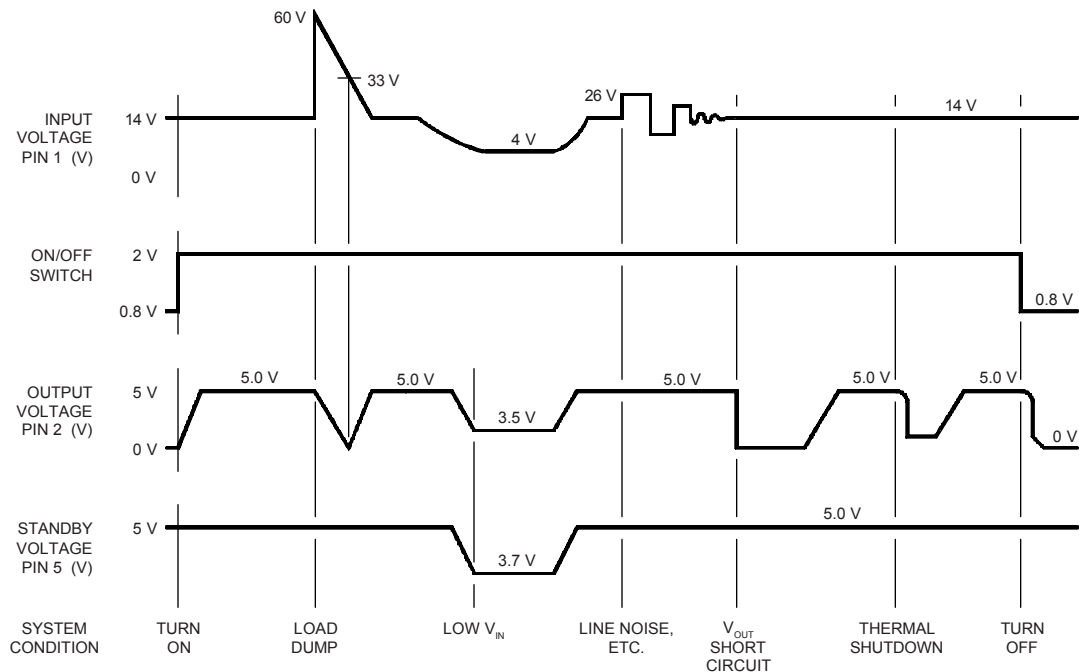 60 V
33 V
INPUT
VOLTAGE
PIN 1 (V)
14 V
0 V
4 V
26 V
14 V
ON/OFF
SWITCH
2 V
0.8 V
0.8 V
OUTPUT
VOLTAGE
PIN 2 (V)
5 V
0 V
5.0 V
5.0 V
3.5 V
5.0 V
5.0 V
5.0 V
0 V
STANDBY
VOLTAGE
PIN 5 (V)
5 V
3.7 V
5.0 V
SYSTEM
CONDITION
TURN
ON
LOAD
DUMP
LOW VIN
LINE NOISE,
ETC.
VOUT
SHORT
CIRCUIT
THERMAL
SHUTDOWN
TURN
OFF